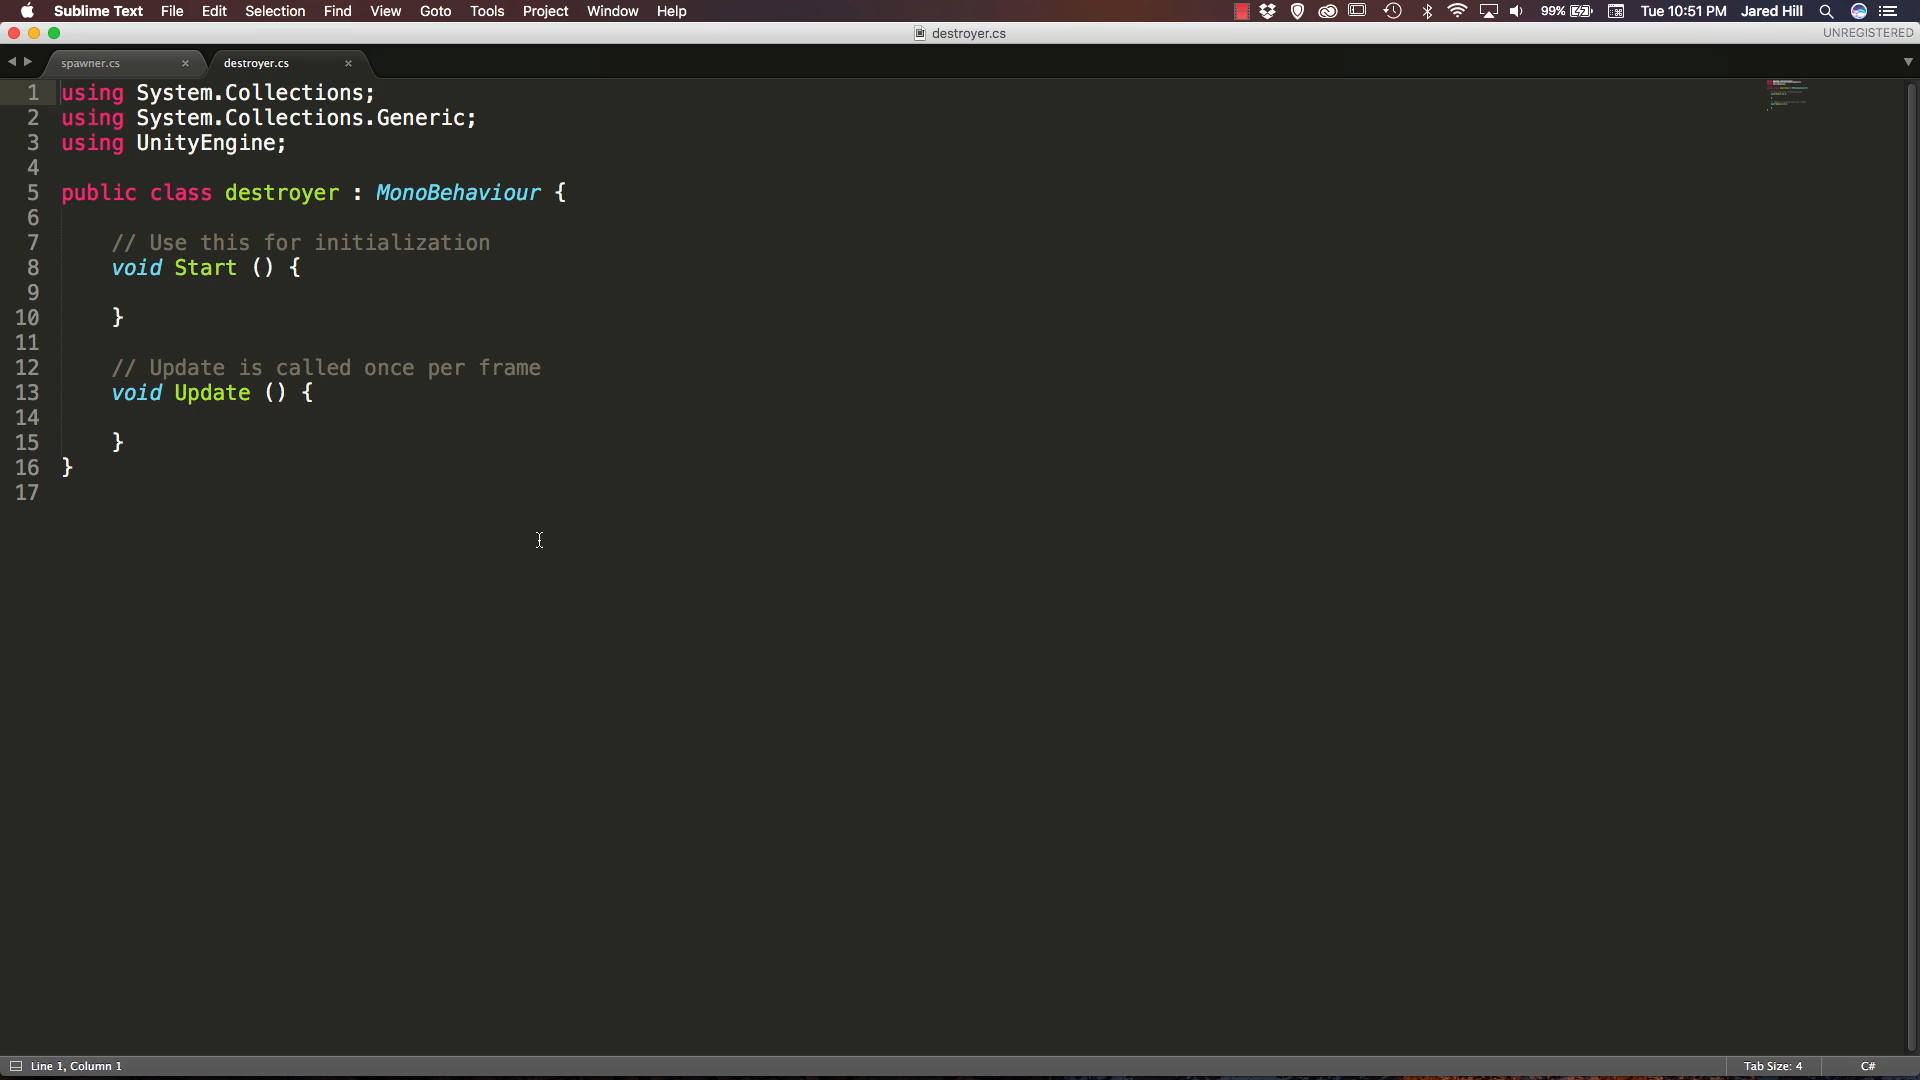 Sublime Text File Edit Selection Find View Goto Tools Project Window Help 99% Tue 10:51 PM Jared Hill
destroyer.cs UNREGISTERED
spawner.cs × destroyer.cs ×
1 using System.Collections;
2 using System.Collections.Generic;
3 using UnityEngine;
4
5 public class destroyer : MonoBehaviour {
6
7 // Use this for initialization
8 void Start () {
9
10 }
11
12 // Update is called once per frame
13 void Update () {
14
15 }
16 }
17
Line 1, Column 1 Tab Size: 4 C#